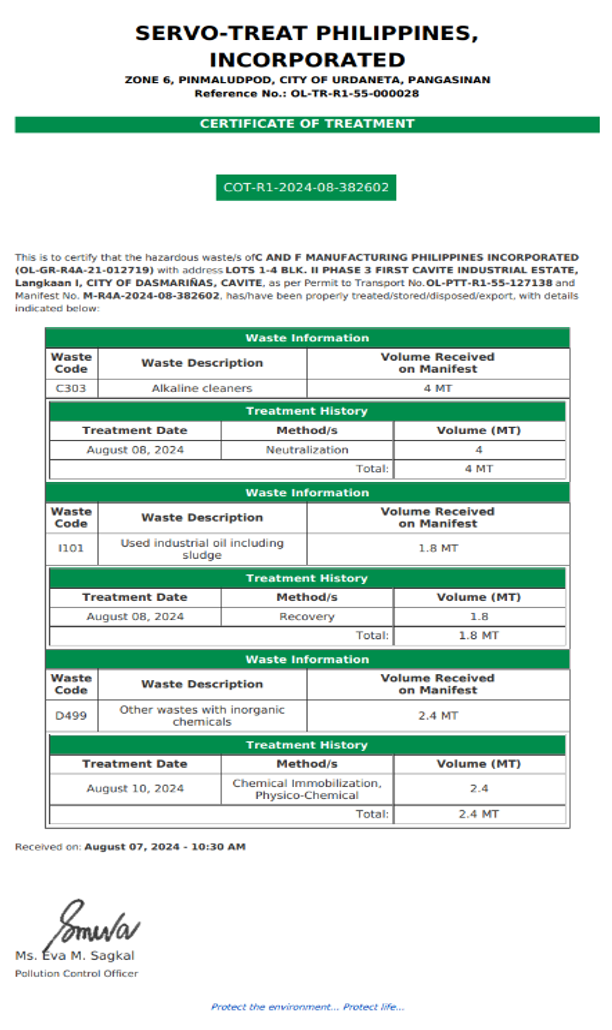 SERVO-TREAT PHILIPPINES,
INCORPORATED
ZONE 6, PINMALUDPOD, CITY OF URDANETA, PANGASINAN
Reference No.: OL-TR-R1-55-000028
CERTIFICATE OF TREATMENT
COT-R1-2024-08-382602
This is to certify that the hazardous waste/s ofC AND F MANUFACTURING PHILIPPINES INCORPORATED
(OL-GR-R4A-21-012719) with address LOTS 1-4 BLK. II PHASE 3 FIRST CAVITE INDUSTRIAL ESTATE,
Langkaan I, CITY OF DASMARIÑAS, CAVITE, as per Permit to Transport No.OL-PTT-R1-55-127138 and
Manifest No. M-R4A-2024-08-382602, has/have been properly treated/stored/disposed/export, with details
indicated below:
Waste Information
Waste Code Waste Description Volume Received on Manifest
C303 Alkaline cleaners 4 MT
Treatment History
Treatment Date Method/s Volume (MT)
August 08, 2024 Neutralization 4
Total: 4 MT
Waste Information
Waste Code Waste Description Volume Received on Manifest
I101 Used industrial oil including sludge 1.8 MT
Treatment History
Treatment Date Method/s Volume (MT)
August 08, 2024 Recovery 1.8
Total: 1.8 MT
Waste Information
Waste Code Waste Description Volume Received on Manifest
D499 Other wastes with inorganic chemicals 2.4 MT
Treatment History
Treatment Date Method/s Volume (MT)
August 10, 2024 Chemical Immobilization, Physico-Chemical 2.4
Total: 2.4 MT
Received on: August 07, 2024 - 10:30 AM
Ms. Eva M. Sagkal
Pollution Control Officer
Protect the environment... Protect life...